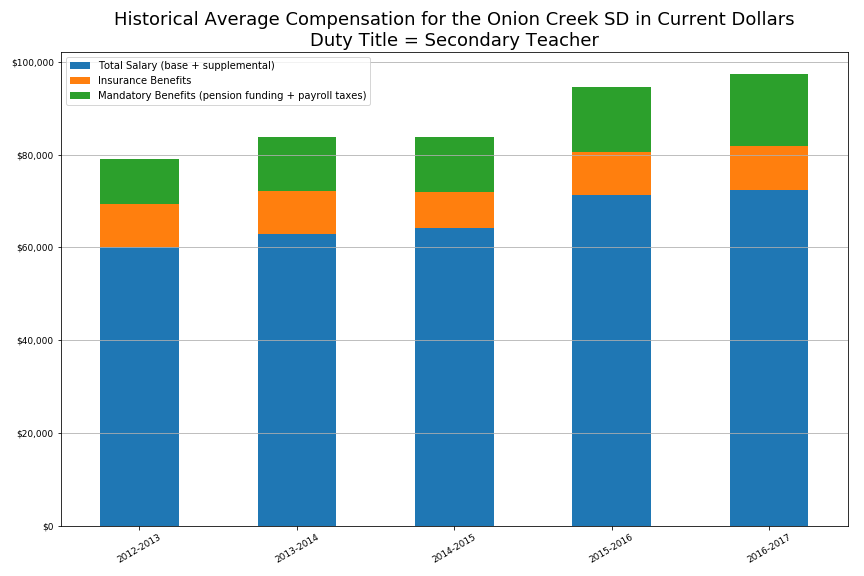 Historical Average Compensation for the Onion Creek SD in Current Dollars
Duty Title = Secondary Teacher
$100,000
Total Salary (base + supplemental)
Insurance Benefits
Mandatory Benefits (pension funding + payroll taxes)
$80,000
$60,000
$40,000
$20,000
$0
2012-2013
2013-2014
2014-2015
2015-2016
2016-2017